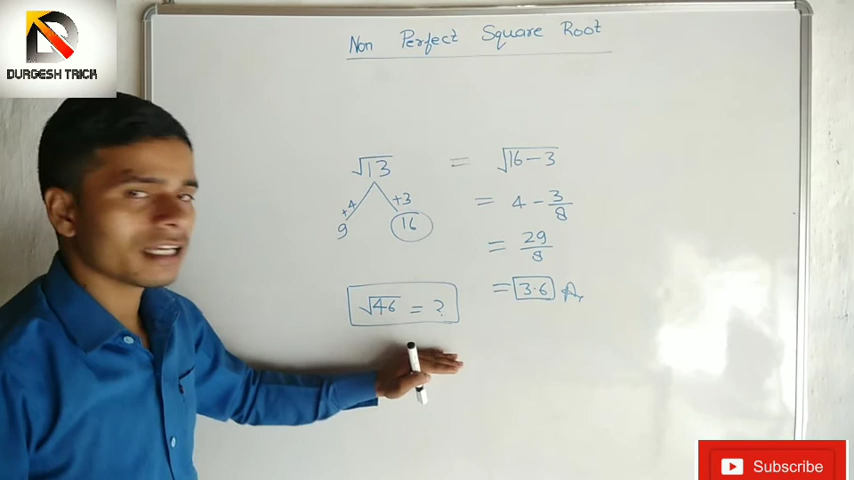 DURGESH TRICK
Non Perfect Square Root
√13 = √16-3
+4 +3
9 16
= 4 - 3/8
= 29/8
= 3.6 A,
√46 = ?
Subscribe